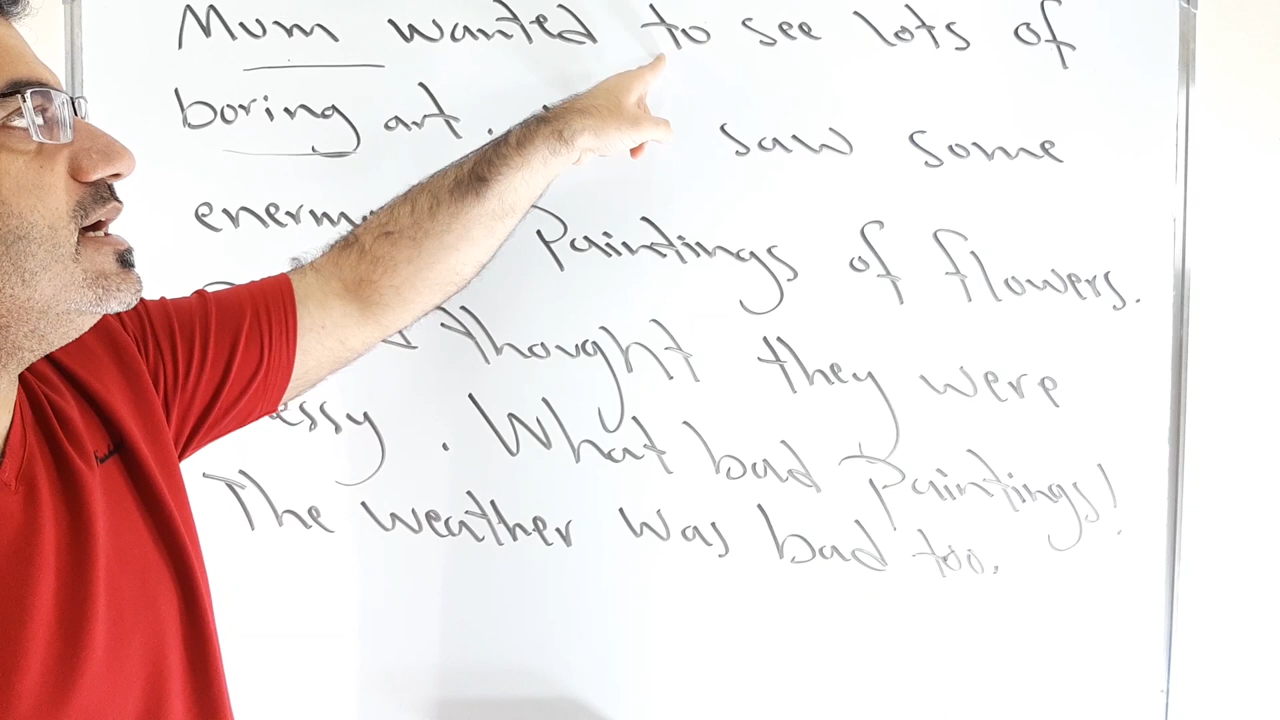 Mum wanted to see lots of
boring art. saw some
enerm Paintings of flowers.
thought they were
essy. What bad Paintings!
The weather was bad too.